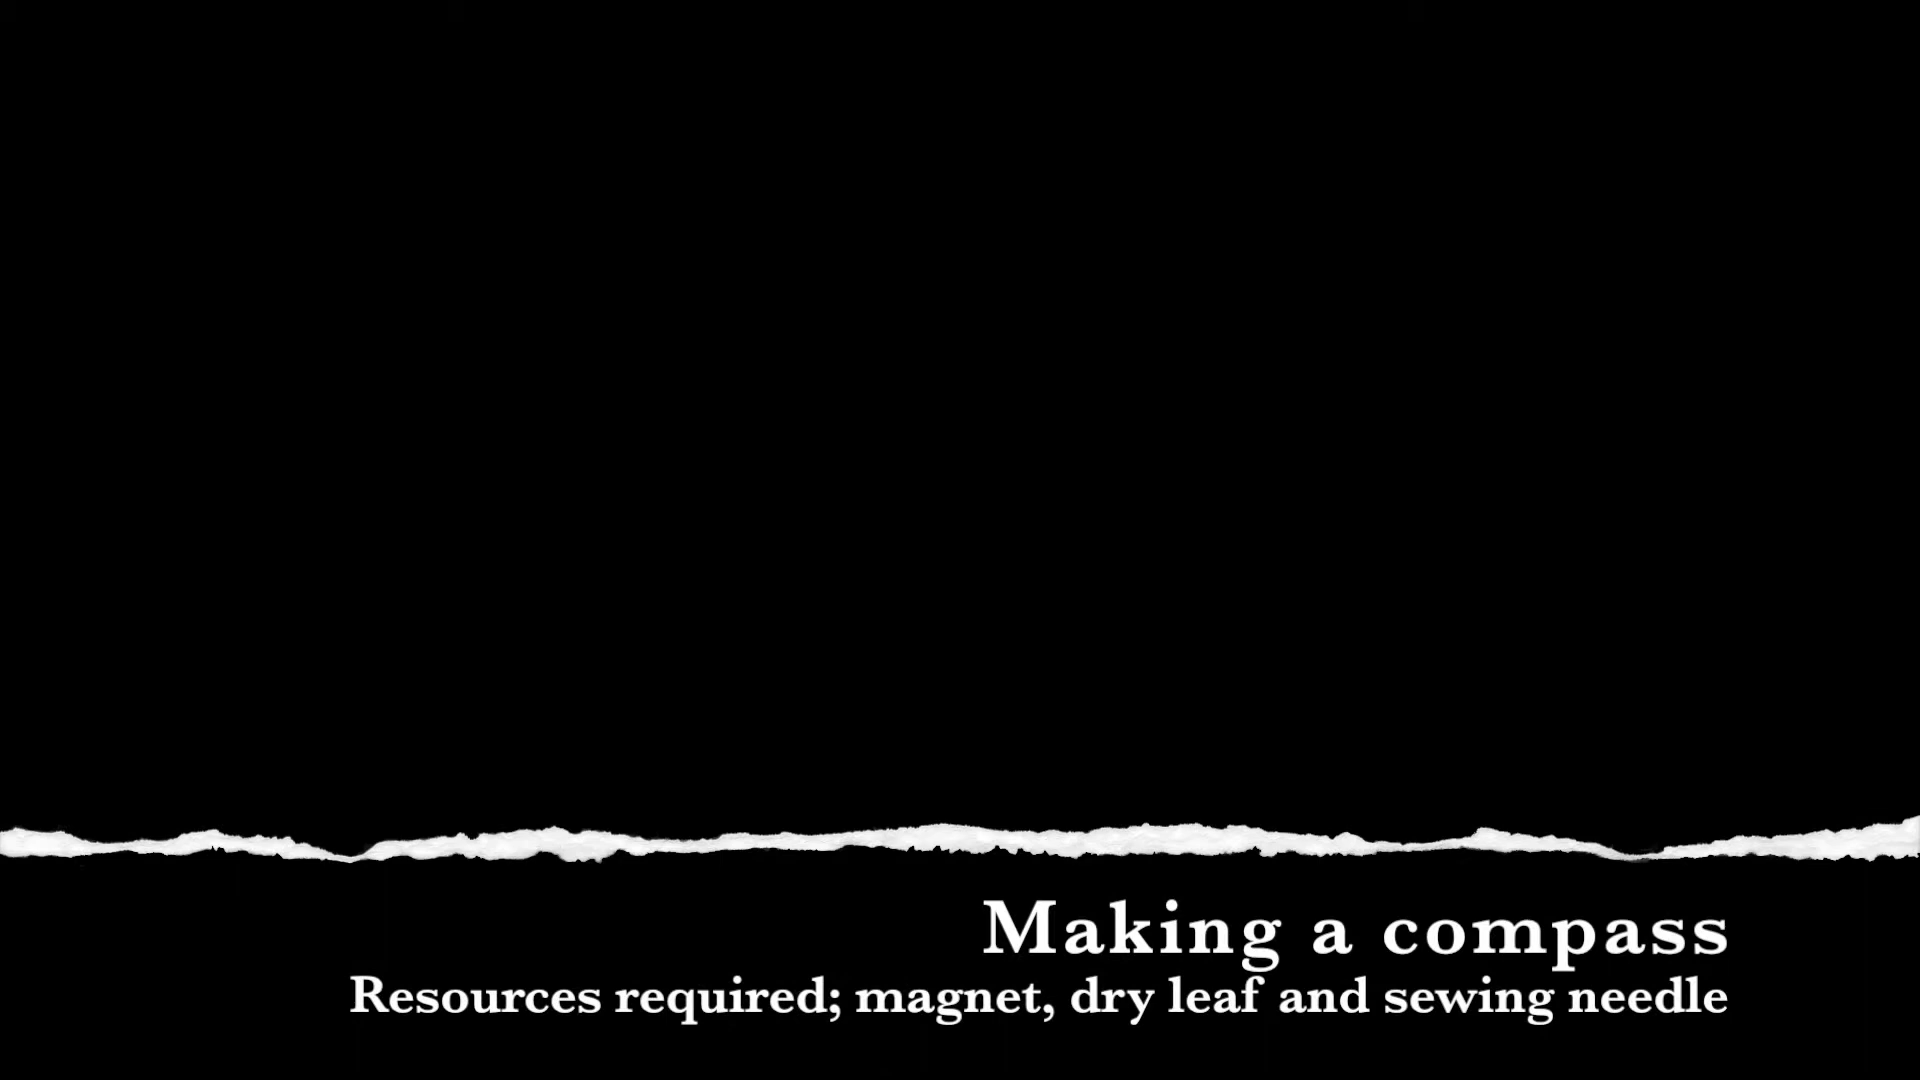 Making a compass
Resources required; magnet, dry leaf and sewing needle